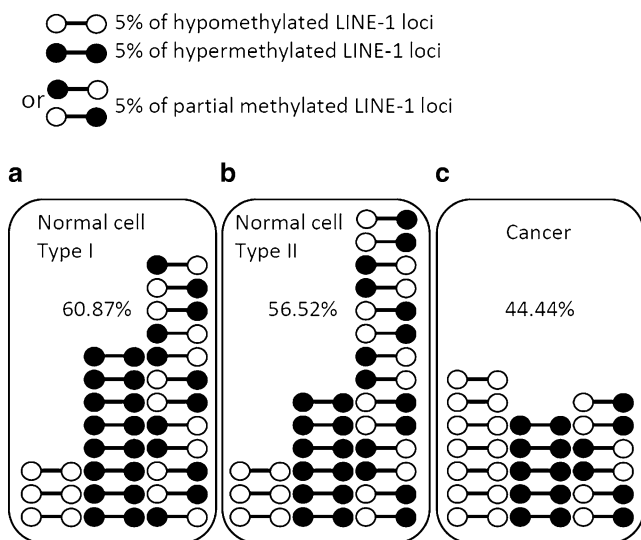 5% of hypomethylated LINE-1 loci
5% of hypermethylated LINE-1 loci
or
5% of partial methylated LINE-1 loci
a
b
c
Normal cell
Type I
60.87%
Normal cell
Type II
56.52%
Cancer
44.44%